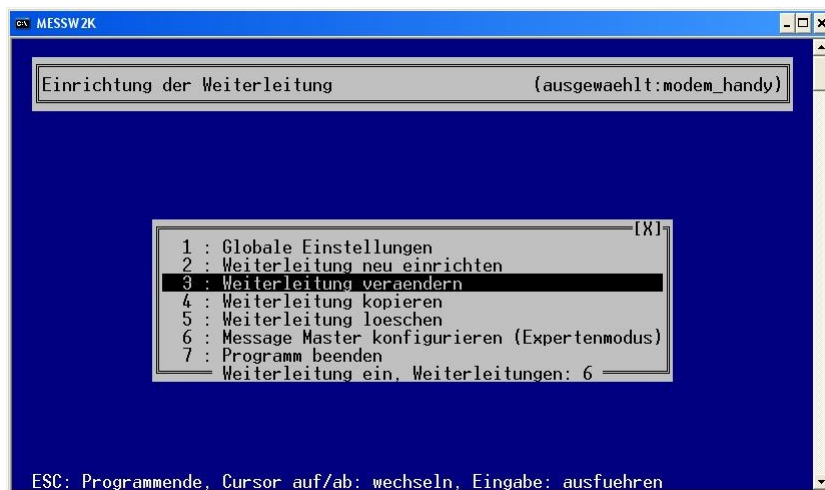 MESSW2K
Einrichtung der Weiterleitung (ausgewaehlt:modem_handy)
[X]
1 : Globale Einstellungen
2 : Weiterleitung neu einrichten
3 : Weiterleitung veraendern
4 : Weiterleitung kopieren
5 : Weiterleitung loeschen
6 : Message Master konfigurieren (Expertenmodus)
7 : Programm beenden
Weiterleitung ein, Weiterleitungen: 6
ESC: Programmende, Cursor auf/ab: wechseln, Eingabe: ausfuehren